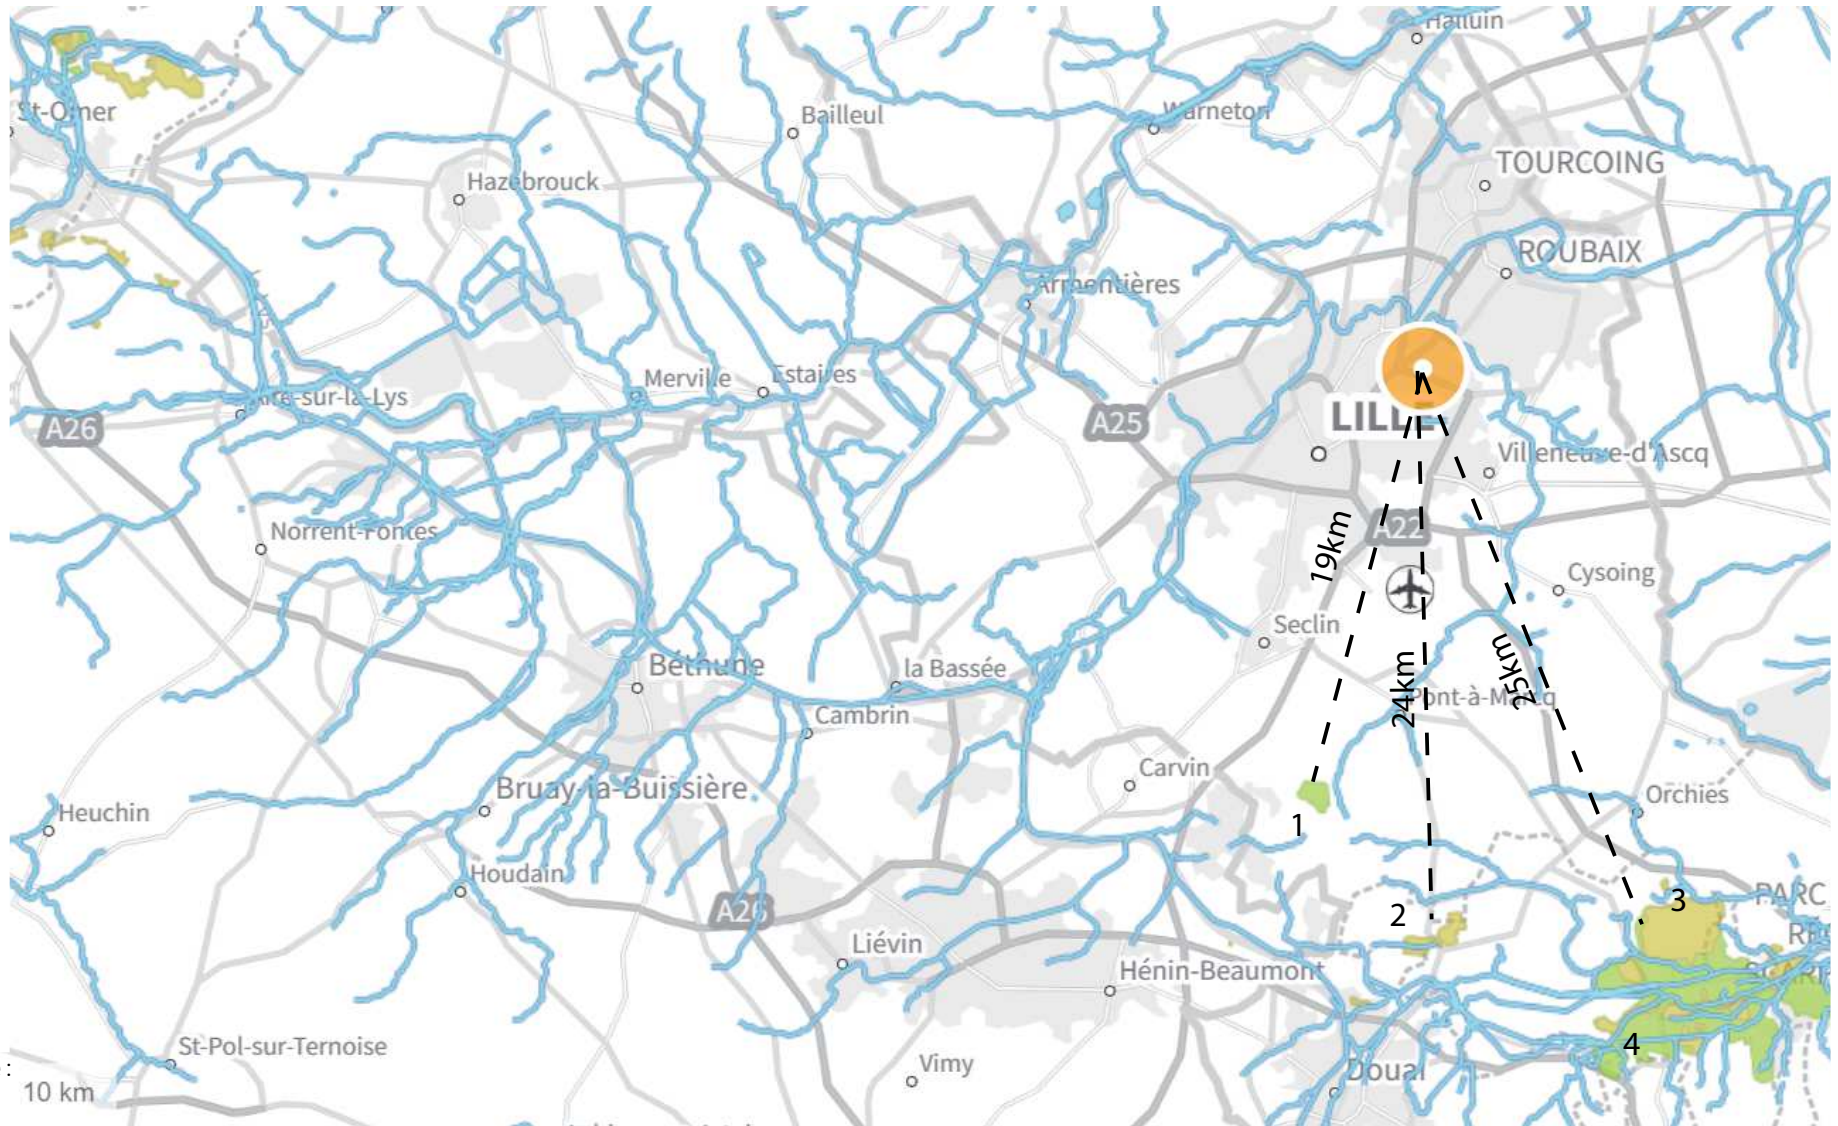 Halluin
St-Omer
Bailleul
Warneton
TOURCOING
Hazebrouck
ROUBAIX
Armentières
Merville
Estaires
Aire-sur-la-Lys
A26
A25
LILLE
Villeneuve-d'Ascq
Norrent-Fontes
19km
A22
Cysoing
Seclin
Béthune
la Bassée
24km
25km
Pont-à-Marcq
Cambrin
Carvin
Bruay-la-Buissière
Orchies
Heuchin
1
Houdain
A26
2
3
PARC
Liévin
Hénin-Beaumont
4
St-Pol-sur-Ternoise
Vimy
Douai
:
10 km